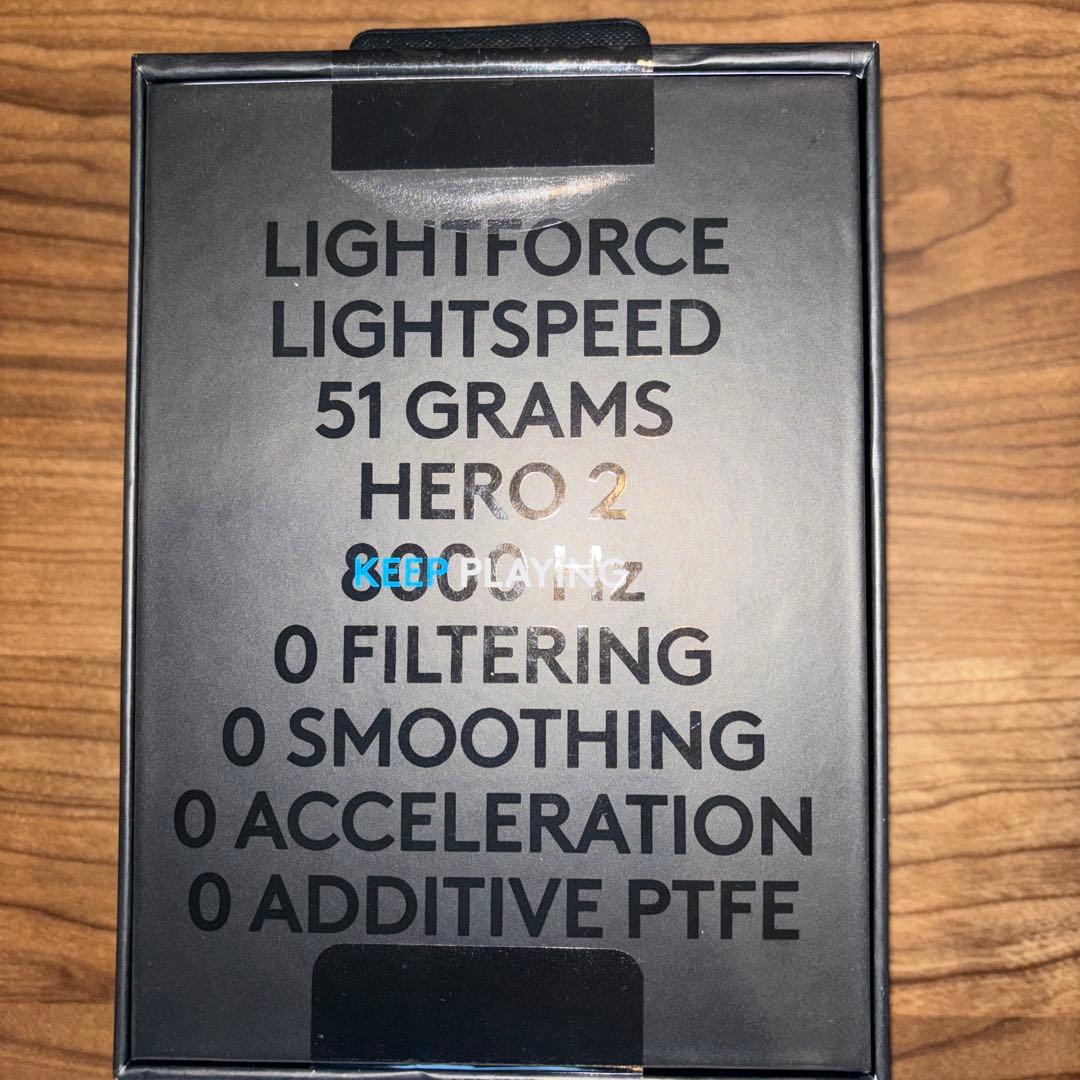 LIGHTFORCE
LIGHTSPEED
51 GRAMS
HERO 2
8000 Hz
KEEP PLAYING
0 FILTERING
0 SMOOTHING
0 ACCELERATION
0 ADDITIVE PTFE